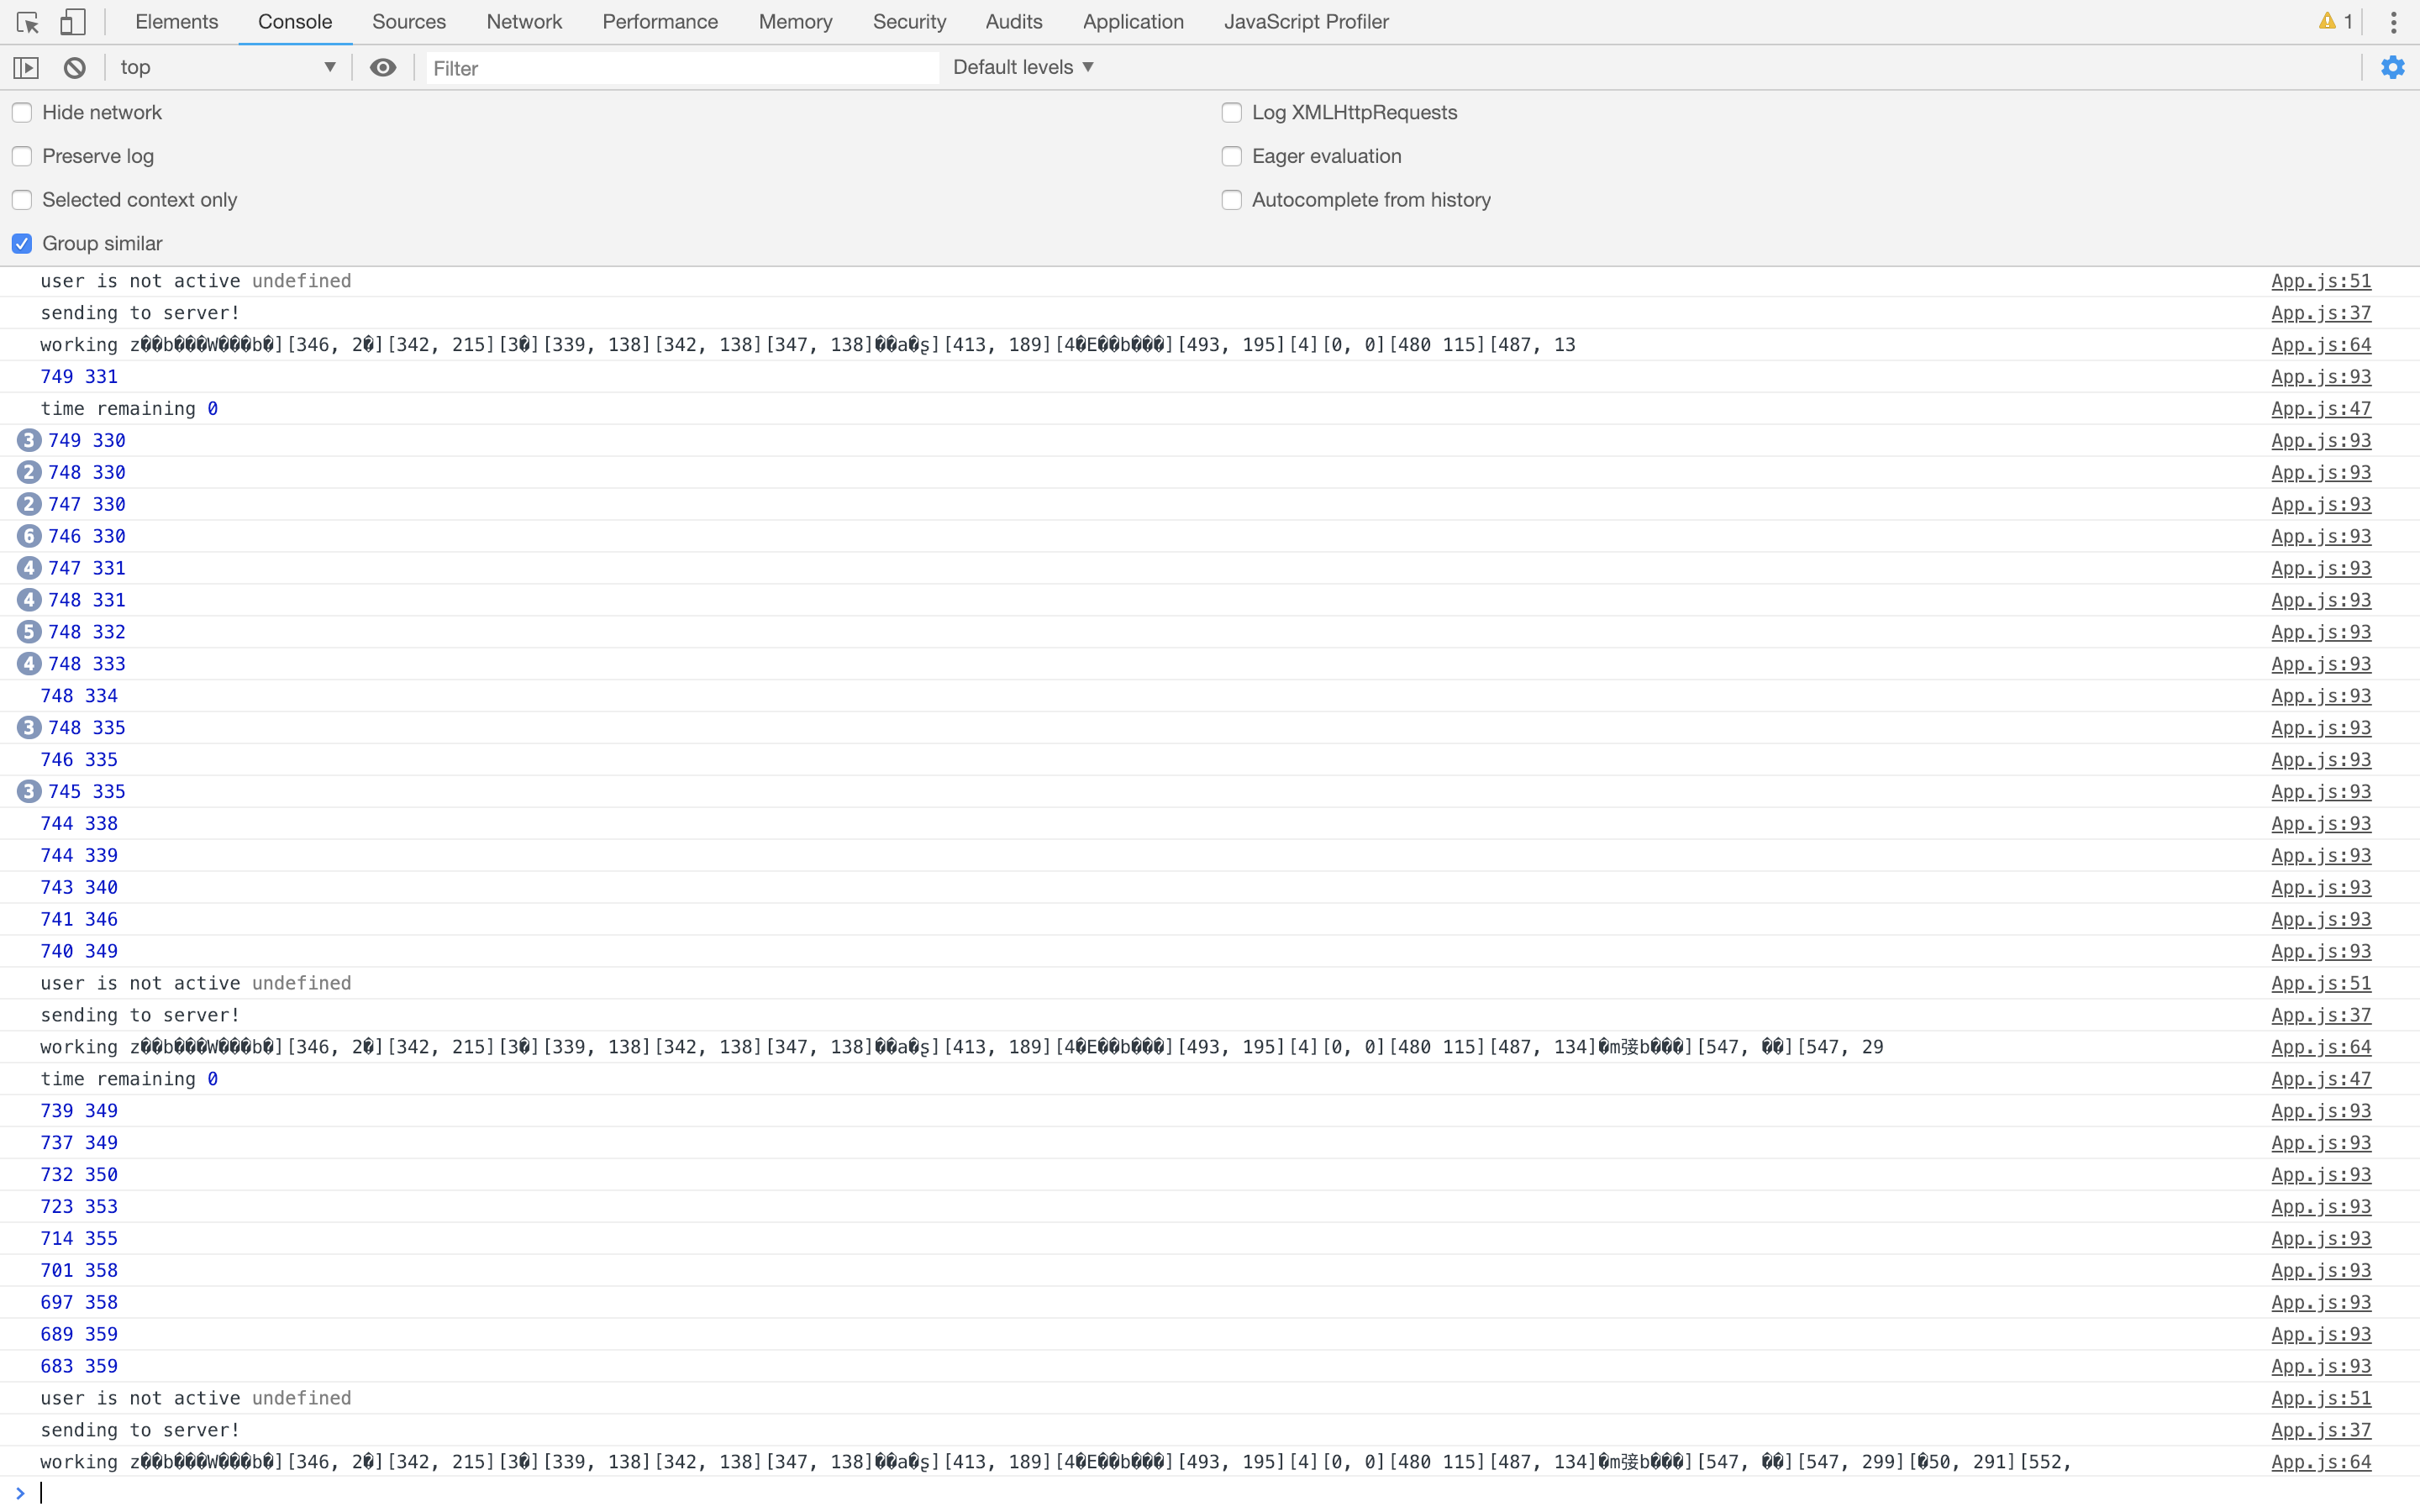 Elements Console Sources Network Performance Memory Security Audits Application JavaScript Profiler 1
top Filter Default levels
Hide network Log XMLHttpRequests
Preserve log Eager evaluation
Selected context only Autocomplete from history
Group similar
user is not active undefined App.js:51
sending to server! App.js:37
working z��b���W���b�][346, 2�][342, 215][3�][339, 138][342, 138][347, 138]��a�ʂ][413, 189][4�E��b���][493, 195][4][0, 0][480 115][487, 13 App.js:64
749 331 App.js:93
time remaining 0 App.js:47
3 749 330 App.js:93
2 748 330 App.js:93
2 747 330 App.js:93
6 746 330 App.js:93
4 747 331 App.js:93
4 748 331 App.js:93
5 748 332 App.js:93
4 748 333 App.js:93
748 334 App.js:93
3 748 335 App.js:93
746 335 App.js:93
3 745 335 App.js:93
744 338 App.js:93
744 339 App.js:93
743 340 App.js:93
741 346 App.js:93
740 349 App.js:93
user is not active undefined App.js:51
sending to server! App.js:37
working z��b���W���b�][346, 2�][342, 215][3�][339, 138][342, 138][347, 138]��a�ʂ][413, 189][4�E��b���][493, 195][4][0, 0][480 115][487, 134]�m㧜b���][547, ��][547, 29 App.js:64
time remaining 0 App.js:47
739 349 App.js:93
737 349 App.js:93
732 350 App.js:93
723 353 App.js:93
714 355 App.js:93
701 358 App.js:93
697 358 App.js:93
689 359 App.js:93
683 359 App.js:93
user is not active undefined App.js:51
sending to server! App.js:37
working z��b���W���b�][346, 2�][342, 215][3�][339, 138][342, 138][347, 138]��a�ʂ][413, 189][4�E��b���][493, 195][4][0, 0][480 115][487, 134]�m㧜b���][547, ��][547, 299][�50, 291][552, App.js:64
>